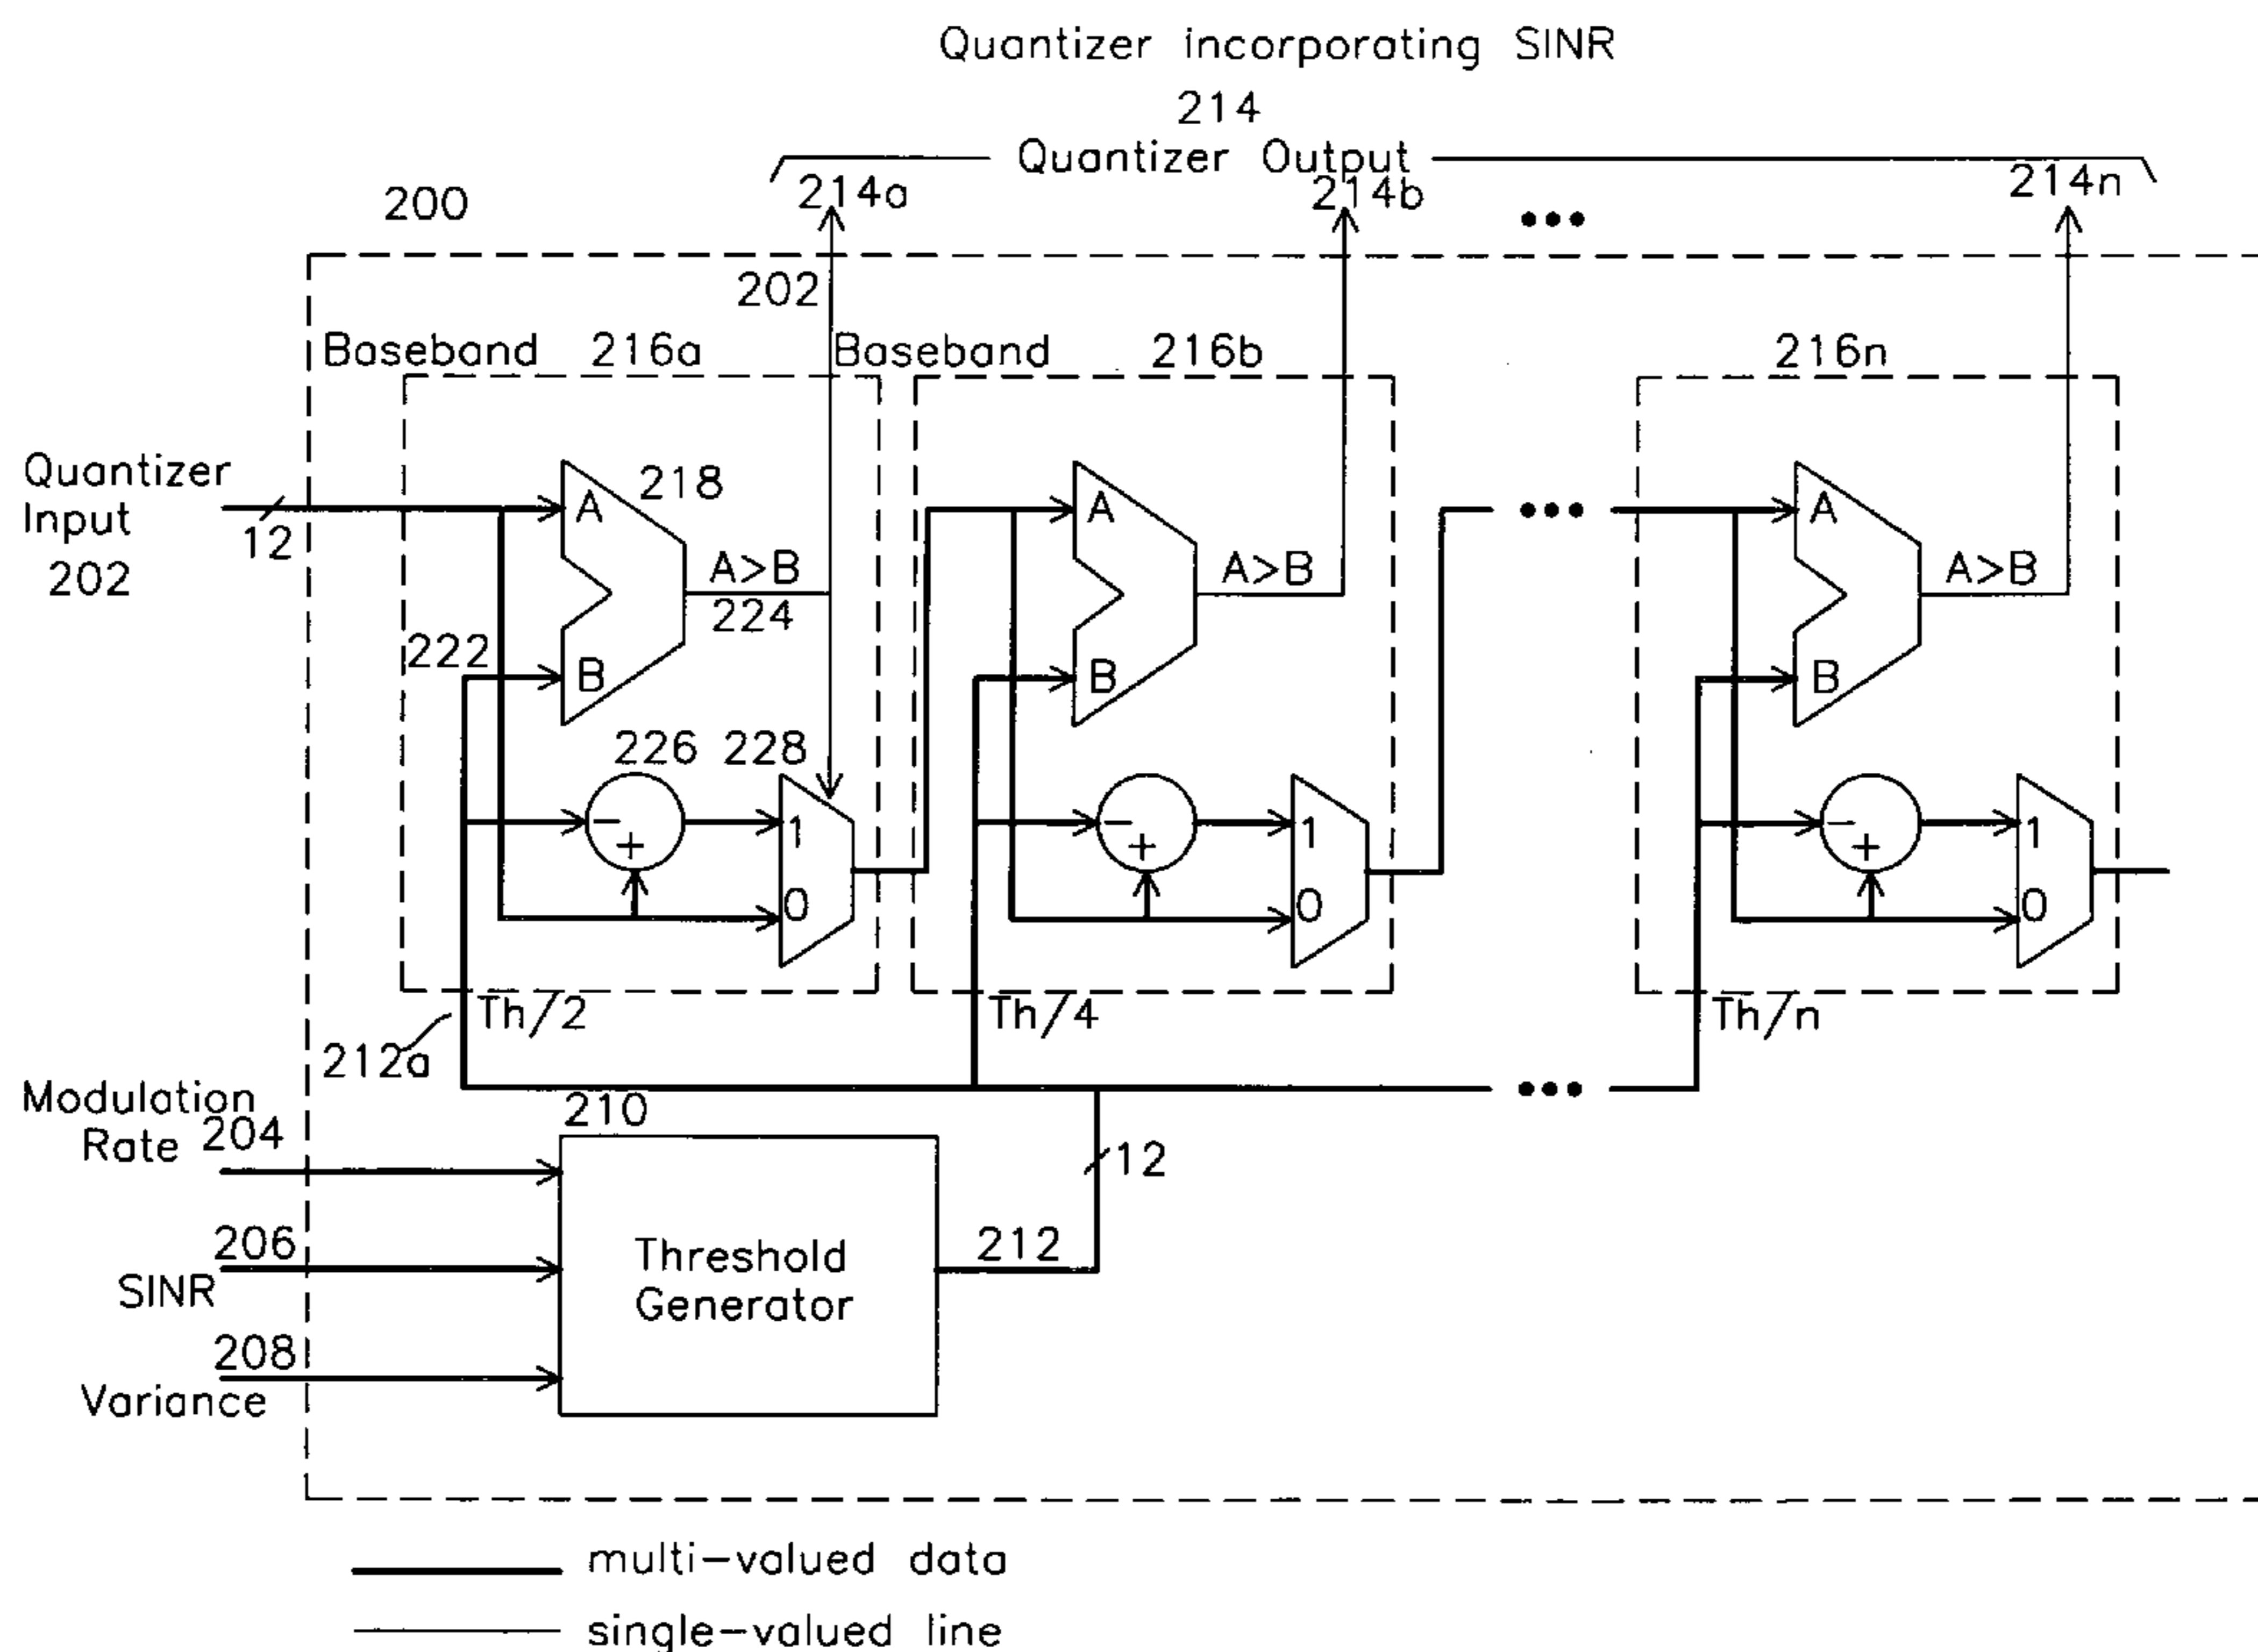 Quantizer incorporating SINR
214
Quantizer Output
214a
214b
214n
200
•••
202
Baseband 216a
Baseband 216b
216n
Quantizer
Input
202
12
A
218
A>B
224
222
B
226
228
−
+
1
0
A
A>B
B
−
+
1
0
•••
A
A>B
B
−
+
1
0
Th/2
Th/4
Th/n
212a
•••
Modulation
Rate 204
210
12
206
SINR
Threshold
Generator
212
208
Variance
multi-valued data
single-valued line